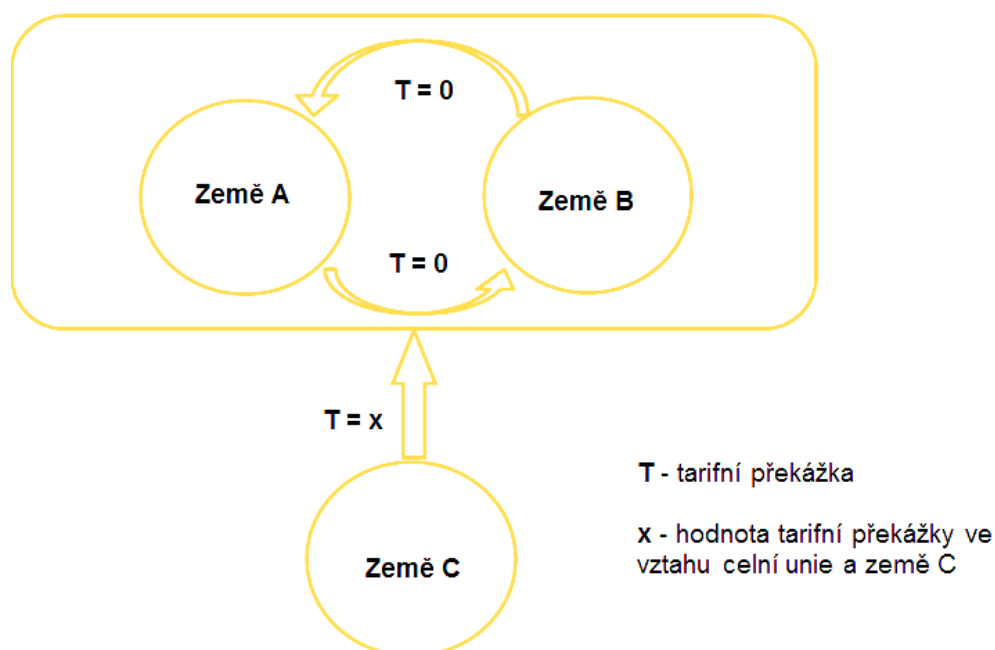 T = 0
Země A
Země B
T = 0
T = x
T - tarifní překážka
x - hodnota tarifní překážky ve
vztahu celní unie a země C
Země C